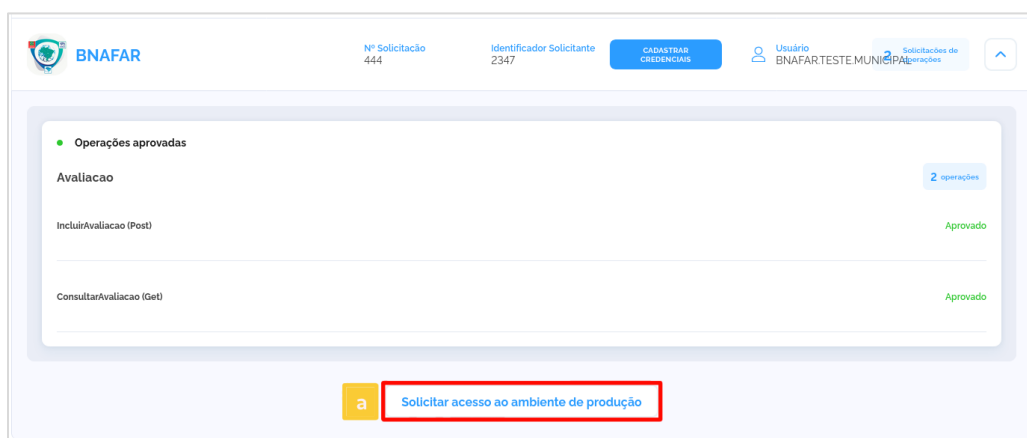 BNAFAR
Nº Solicitação
444
Identificador Solicitante
2347
CADASTRAR
CREDENCIAIS
Usuário
BNAFAR.TESTE.MUNICIPAL
2 Solicitações de
operações
Operações aprovadas
Avaliacao
2 operações
IncluirAvaliacao (Post)
Aprovado
ConsultarAvaliacao (Get)
Aprovado
a
Solicitar acesso ao ambiente de produção